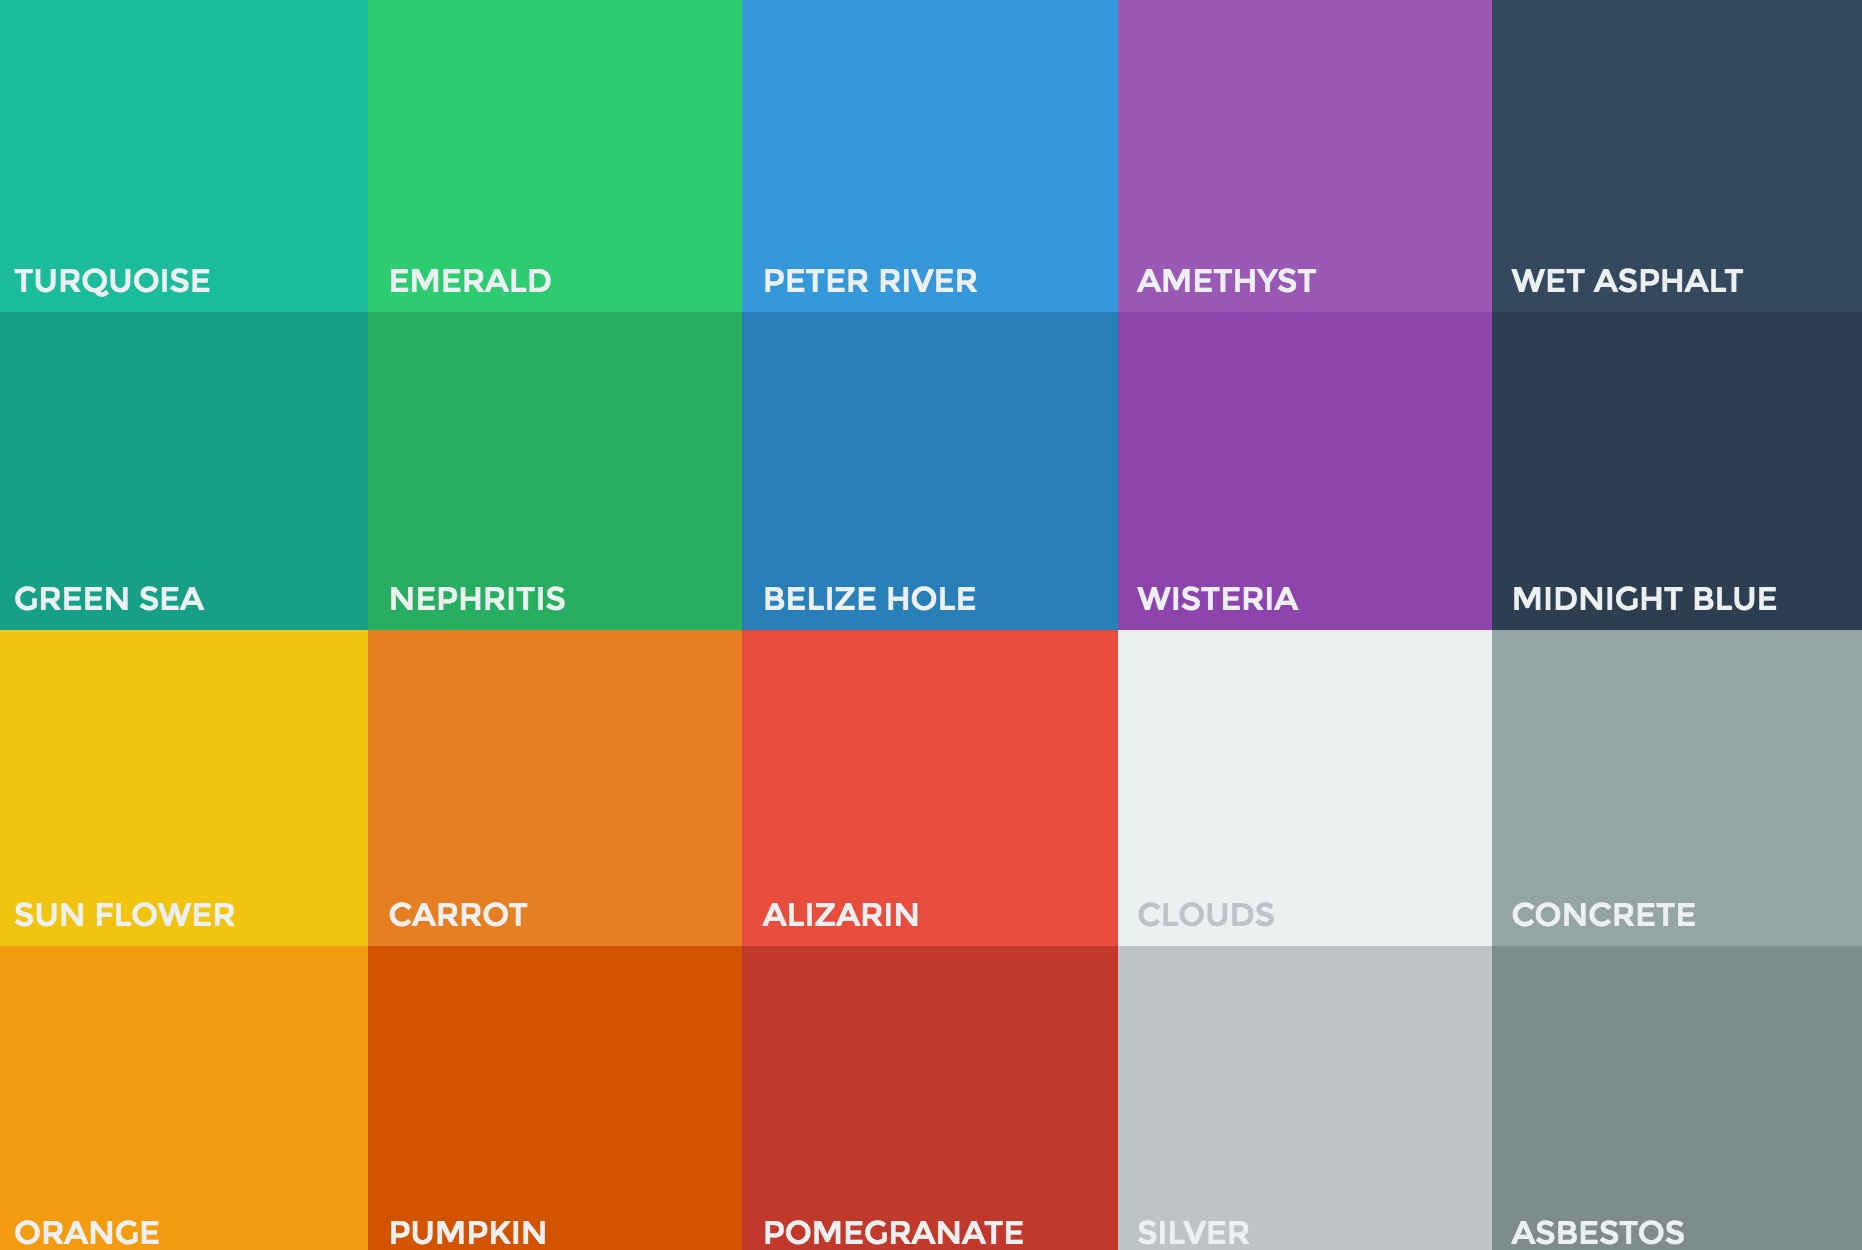 TURQUOISE
EMERALD
PETER RIVER
AMETHYST
WET ASPHALT
GREEN SEA
NEPHRITIS
BELIZE HOLE
WISTERIA
MIDNIGHT BLUE
SUN FLOWER
CARROT
ALIZARIN
CLOUDS
CONCRETE
ORANGE
PUMPKIN
POMEGRANATE
SILVER
ASBESTOS